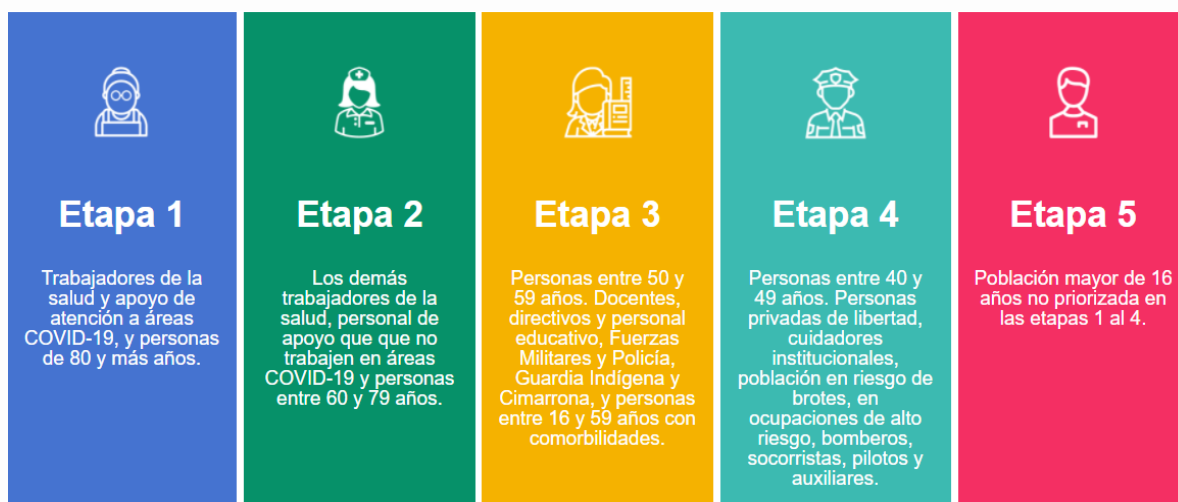 Etapa 1
Trabajadores de la
salud y apoyo de
atención a áreas
COVID-19, y personas
de 80 y más años.
Etapa 2
Los demás
trabajadores de la
salud, personal de
apoyo que que no
trabajen en áreas
COVID-19 y personas
entre 60 y 79 años.
Etapa 3
Personas entre 50 y
59 años. Docentes,
directivos y personal
educativo, Fuerzas
Militares y Policía,
Guardia Indígena y
Cimarrona, y personas
entre 16 y 59 años con
comorbilidades.
Etapa 4
Personas entre 40 y
49 años. Personas
privadas de libertad,
cuidadores
institucionales,
población en riesgo de
brotes, en
ocupaciones de alto
riesgo, bomberos,
socorristas, pilotos y
auxiliares.
Etapa 5
Población mayor de 16
años no priorizada en
las etapas 1 al 4.